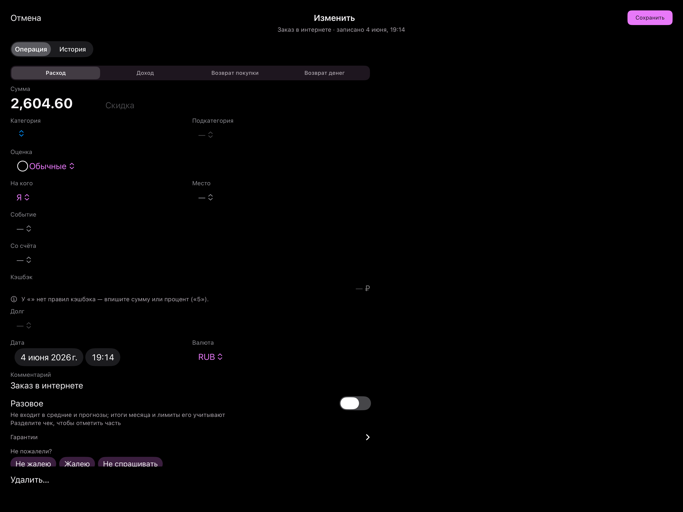 Отмена
Изменить
Сохранить
Заказ в интернете · записано 4 июня, 19:14
Операция История
Расход Доход Возврат покупки Возврат денег
Сумма
2,604.60 Скидка
Категория Подкатегория
—
Оценка
Обычные
На кого Место
Я —
Событие
—
Со счёта
—
Кэшбэк
— ₽
У «» нет правил кэшбэка — впишите сумму или процент («5»).
Долг
—
Дата Валюта
4 июня 2026 г. 19:14 RUB
Комментарий
Заказ в интернете
Разовое
Не входит в средние и прогнозы; итоги месяца и лимиты его учитывают
Разделите чек, чтобы отметить часть
Гарантии
Не пожалели?
Не жалею Жалею Не спрашивать
Удалить...